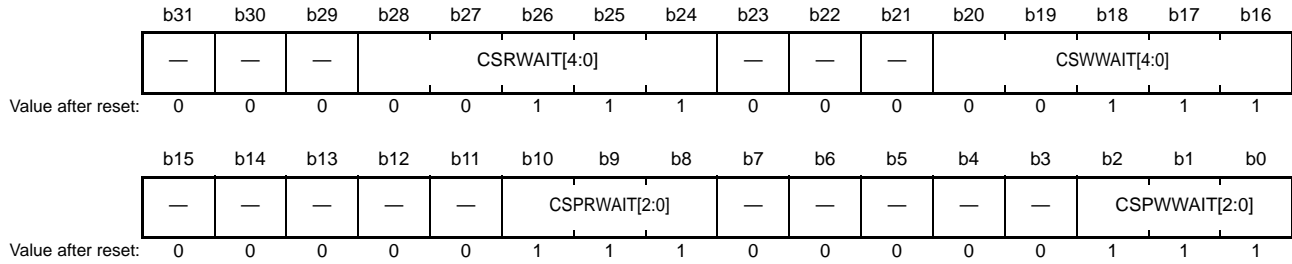 b31 b30 b29 b28 b27 b26 b25 b24 b23 b22 b21 b20 b19 b18 b17 b16
— — — CSRWAIT[4:0] — — — CSWWAIT[4:0]
Value after reset: 0 0 0 0 0 1 1 1 0 0 0 0 0 1 1 1
b15 b14 b13 b12 b11 b10 b9 b8 b7 b6 b5 b4 b3 b2 b1 b0
— — — — — CSPRWAIT[2:0] — — — — — CSPWWAIT[2:0]
Value after reset: 0 0 0 0 0 1 1 1 0 0 0 0 0 1 1 1